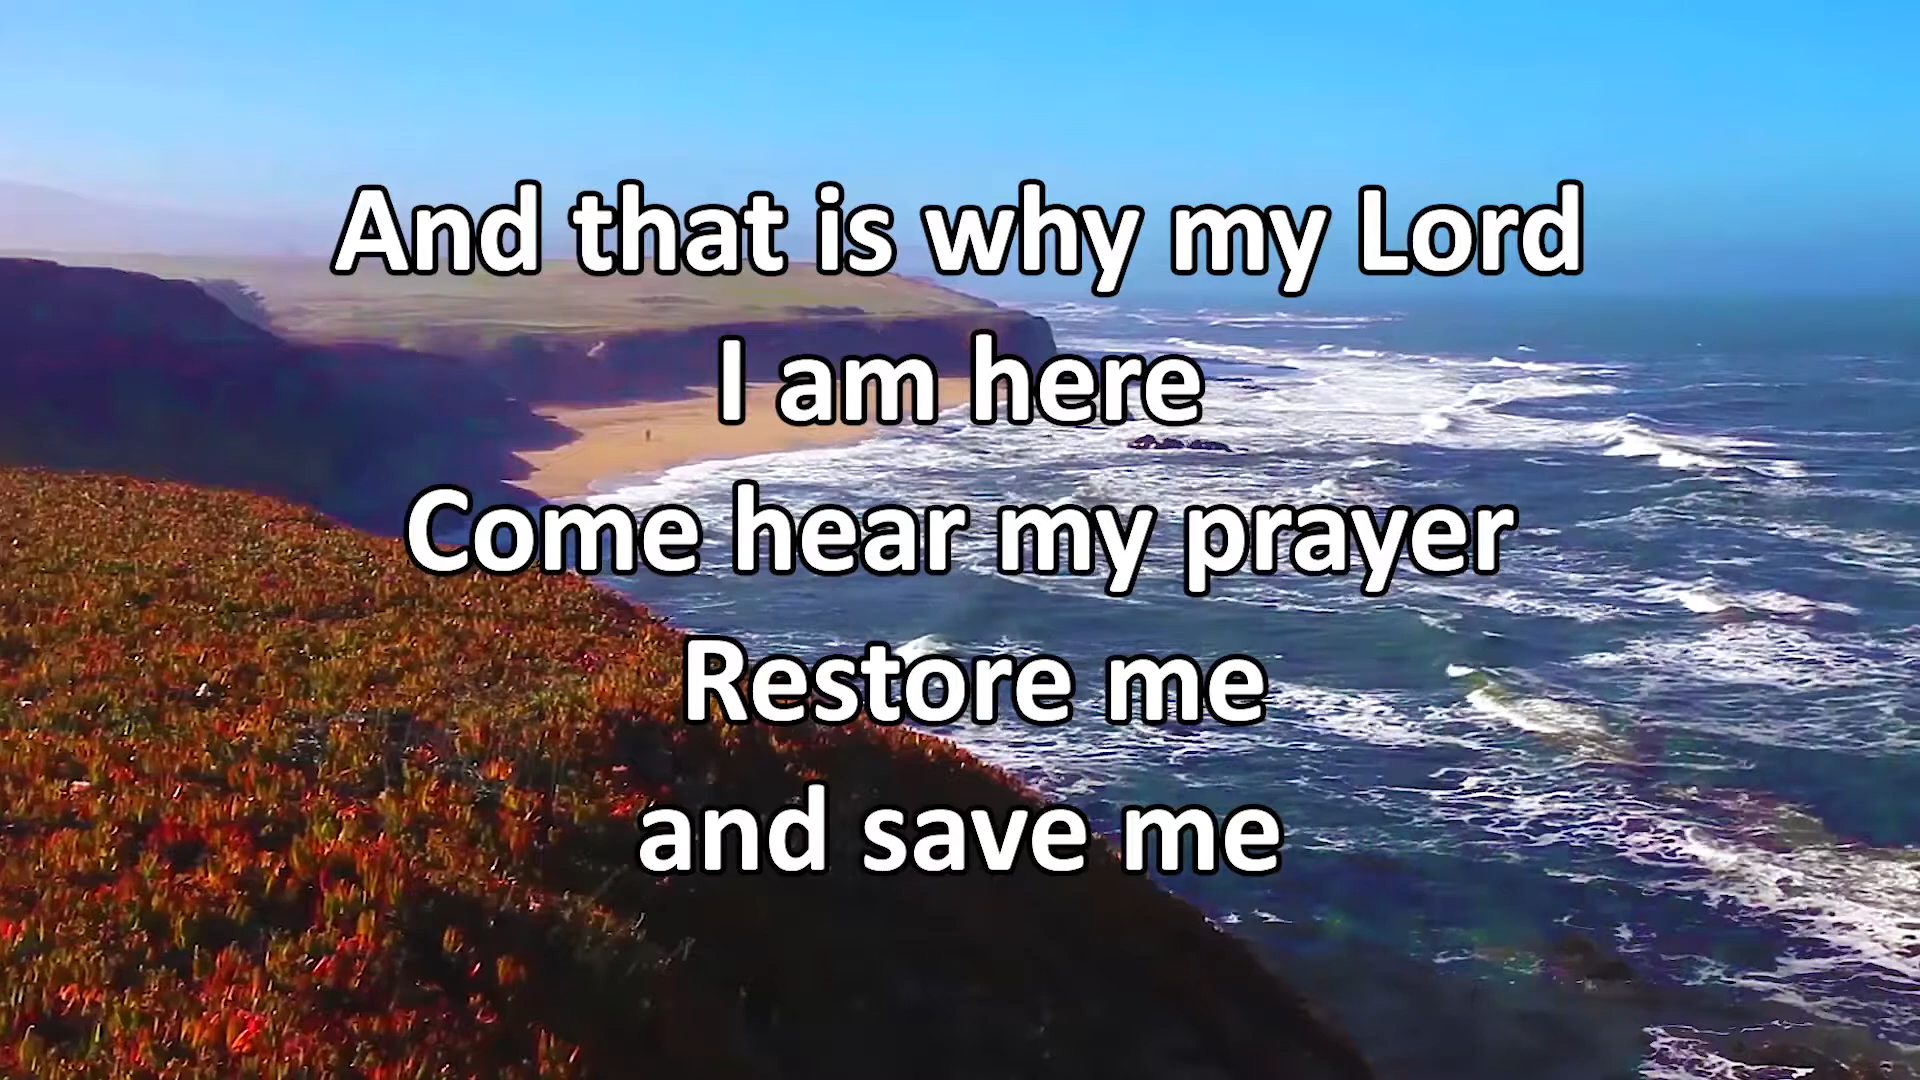 And that is why my Lord
I am here
Come hear my prayer
Restore me
and save me